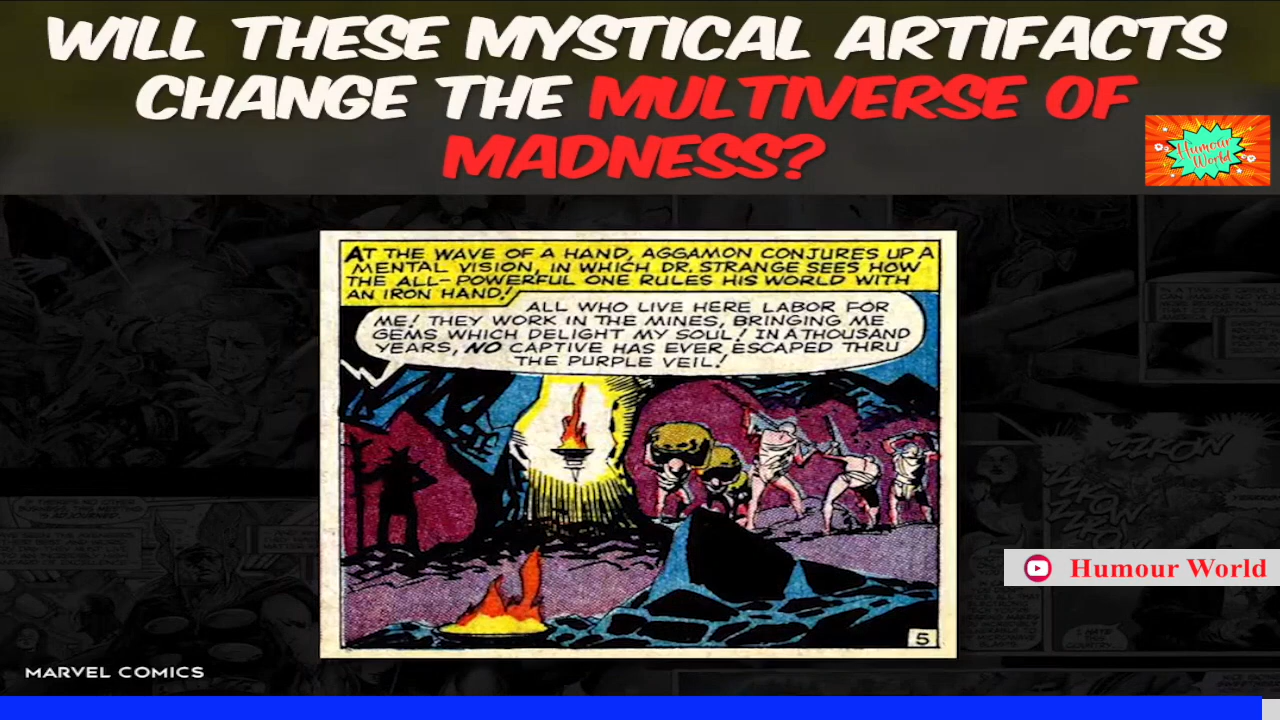 WILL THESE MYSTICAL ARTIFACTS
CHANGE THE MULTIVERSE OF
MADNESS?
Humour
World
AT THE WAVE OF A HAND, AGGAMON CONJURES UP A
MENTAL VISION, IN WHICH DR. STRANGE SEES HOW
THE ALL-POWERFUL ONE RULES HIS WORLD WITH
AN IRON HAND!
ALL WHO LIVE HERE LABOR FOR
ME! THEY WORK IN THE MINES, BRINGING ME
GEMS WHICH DELIGHT MY SOUL! IN A THOUSAND
YEARS, NO CAPTIVE HAS EVER ESCAPED THRU
THE PURPLE VEIL!
5
Humour World
MARVEL COMICS